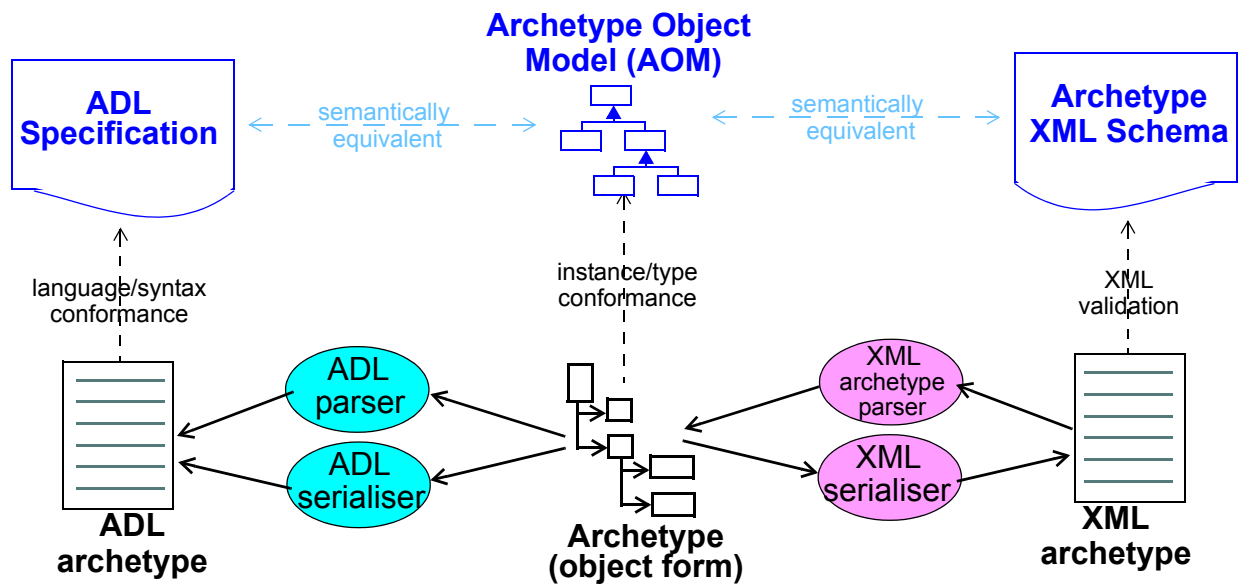 Archetype Object
Model (AOM)
ADL
Specification
semantically
equivalent
semantically
equivalent
Archetype
XML Schema
language/syntax
conformance
instance/type
conformance
XML
validation
ADL
parser
XML
archetype
parser
ADL
serialiser
XML
serialiser
ADL
archetype
Archetype
(object form)
XML
archetype